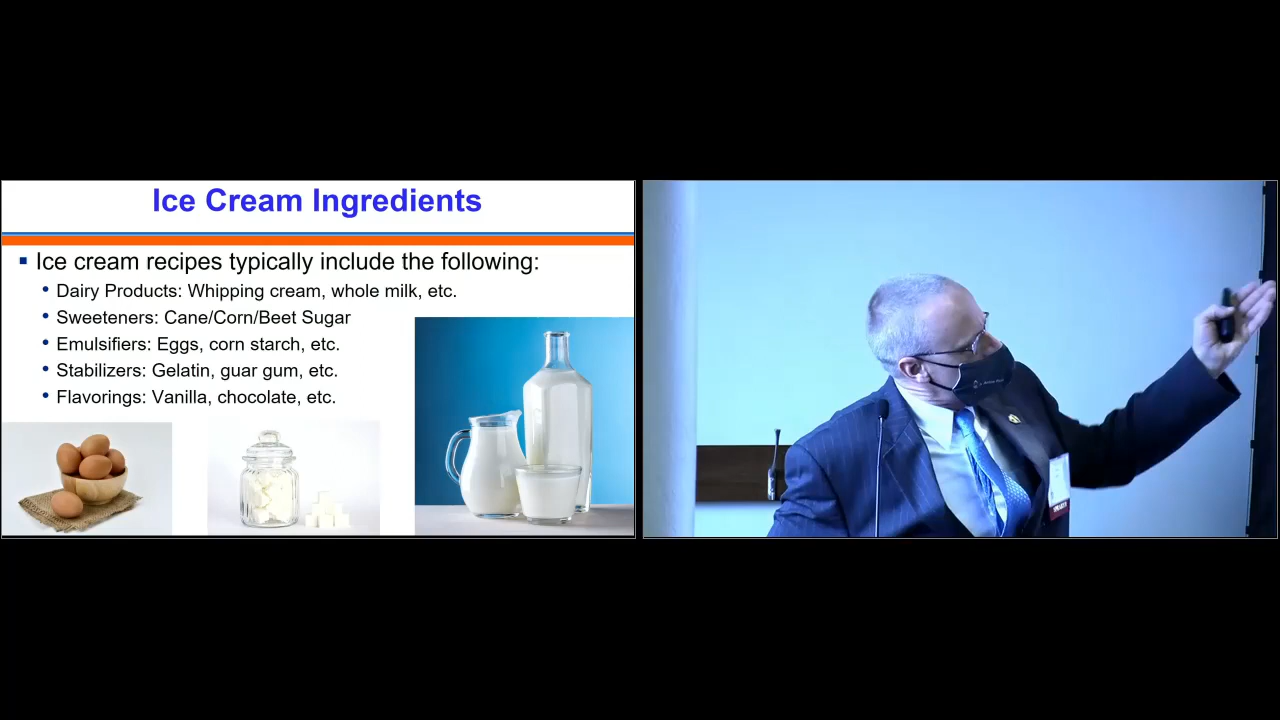 Ice Cream Ingredients
Ice cream recipes typically include the following:
Dairy Products: Whipping cream, whole milk, etc.
Sweeteners: Cane/Corn/Beet Sugar
Emulsifiers: Eggs, corn starch, etc.
Stabilizers: Gelatin, guar gum, etc.
Flavorings: Vanilla, chocolate, etc.